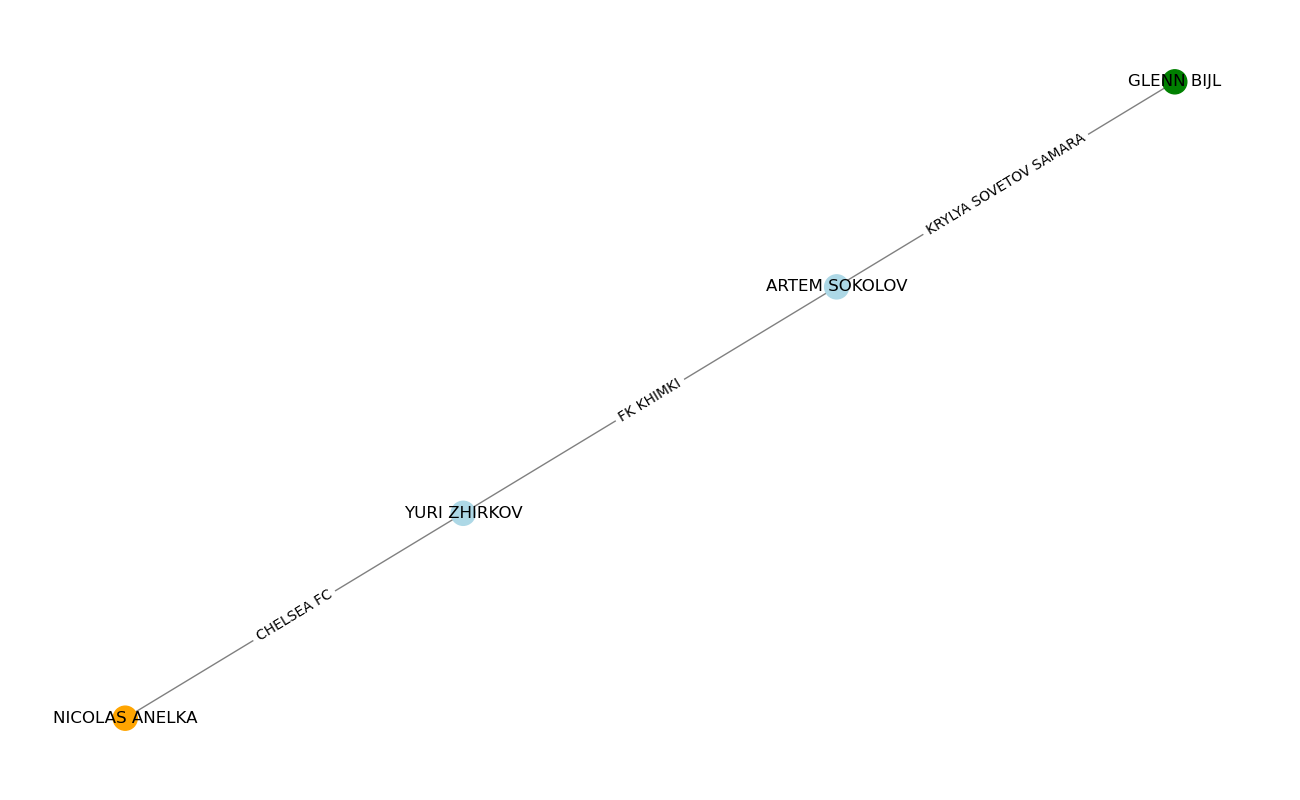 GLENN BIJL
KRYLYA SOVETOV SAMARA
ARTEM SOKOLOV
FK KHIMKI
YURI ZHIRKOV
CHELSEA FC
NICOLAS ANELKA